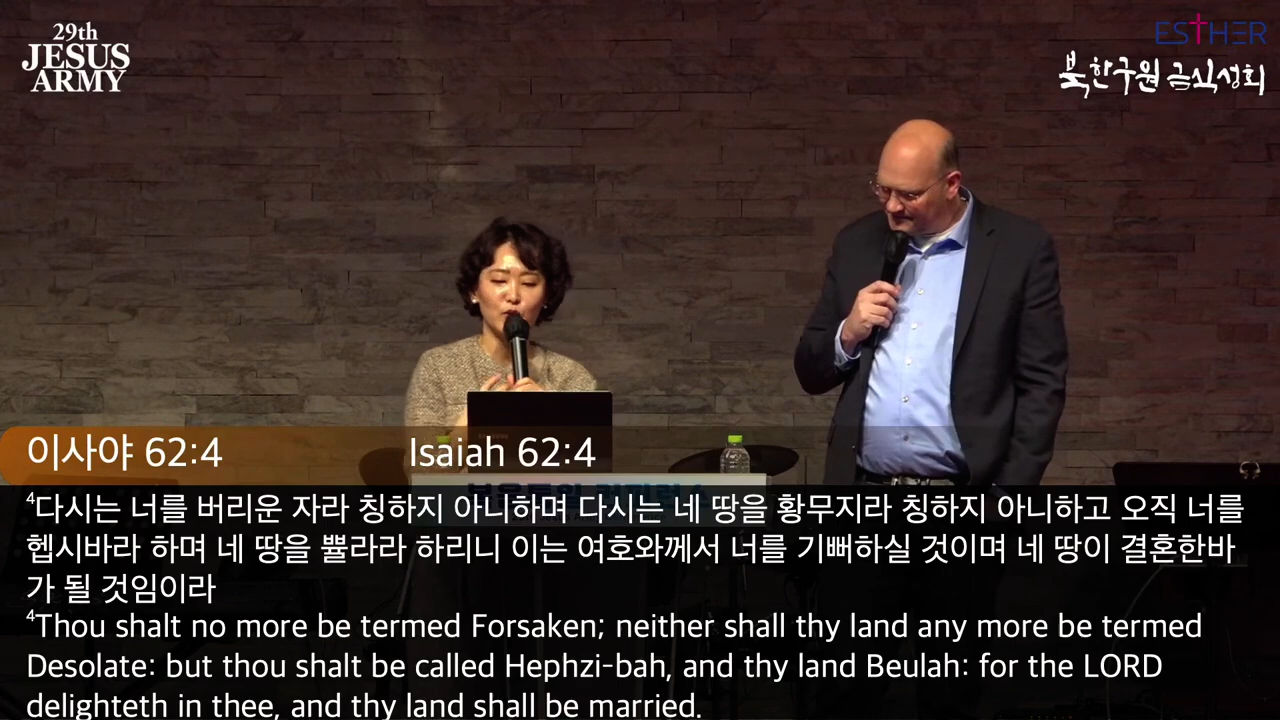 29th
JESUS
ARMY
ESTHER
북한구원 금식성회
이사야 62:4
Isaiah 62:4
⁴다시는 너를 버리운 자라 칭하지 아니하며 다시는 네 땅을 황무지라 칭하지 아니하고 오직 너를
헵시바라 하며 네 땅을 쀨라라 하리니 이는 여호와께서 너를 기뻐하실 것이며 네 땅이 결혼한바
가 될 것임이라
⁴Thou shalt no more be termed Forsaken; neither shall thy land any more be termed
Desolate: but thou shalt be called Hephzi-bah, and thy land Beulah: for the LORD
delighteth in thee, and thy land shall be married.